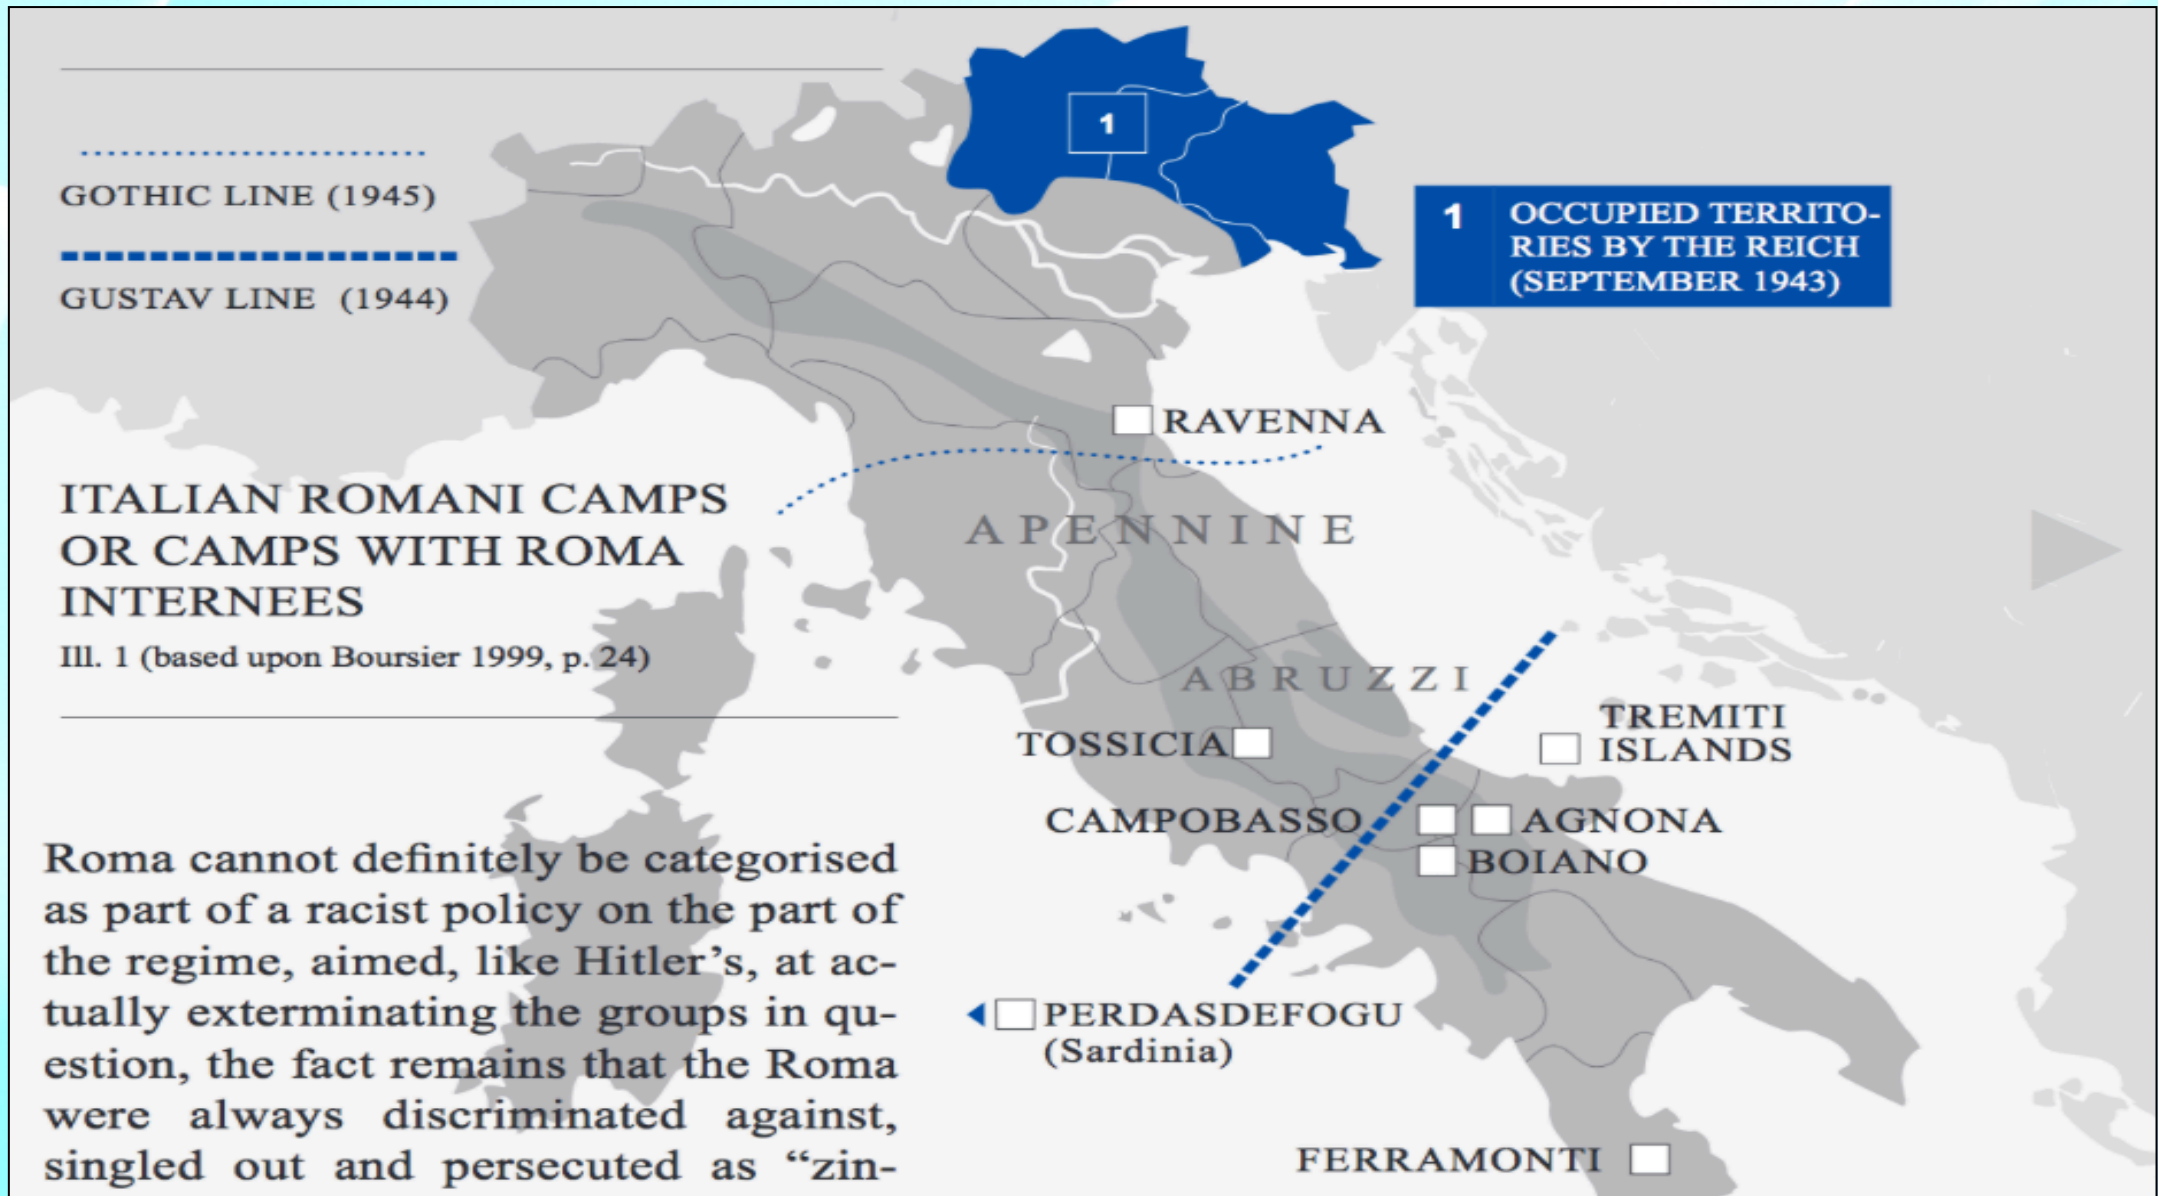 GOTHIC LINE (1945)
GUSTAV LINE (1944)
ITALIAN ROMANI CAMPS
OR CAMPS WITH ROMA
INTERNEES
Ill. 1 (based upon Boursier 1999, p. 24)
Roma cannot definitely be categorised
as part of a racist policy on the part of
the regime, aimed, like Hitler’s, at ac-
tually exterminating the groups in qu-
estion, the fact remains that the Roma
were always discriminated against,
singled out and persecuted as “zin-
1
1 OCCUPIED TERRITO-
RIES BY THE REICH
(SEPTEMBER 1943)
RAVENNA
APENNINE
ABRUZZI
TOSSICIA
TREMITI
ISLANDS
CAMPOBASSO
AGNONA
BOIANO
PERDASDEFOGU
(Sardinia)
FERRAMONTI